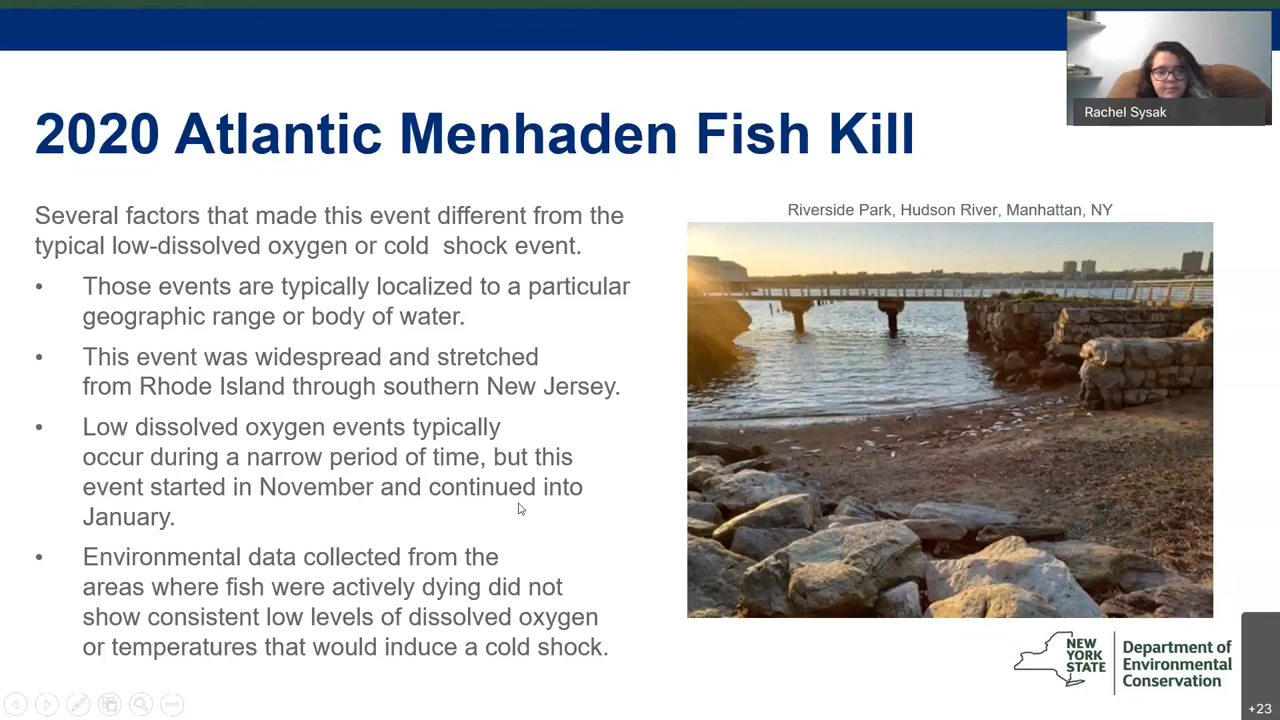 Rachel Sysak
2020 Atlantic Menhaden Fish Kill
Several factors that made this event different from the
typical low-dissolved oxygen or cold shock event.
• Those events are typically localized to a particular
geographic range or body of water.
• This event was widespread and stretched
from Rhode Island through southern New Jersey.
• Low dissolved oxygen events typically
occur during a narrow period of time, but this
event started in November and continued into
January.
• Environmental data collected from the
areas where fish were actively dying did not
show consistent low levels of dissolved oxygen
or temperatures that would induce a cold shock.
Riverside Park, Hudson River, Manhattan, NY
NEW
YORK
STATE
Department of
Environmental
Conservation
+23